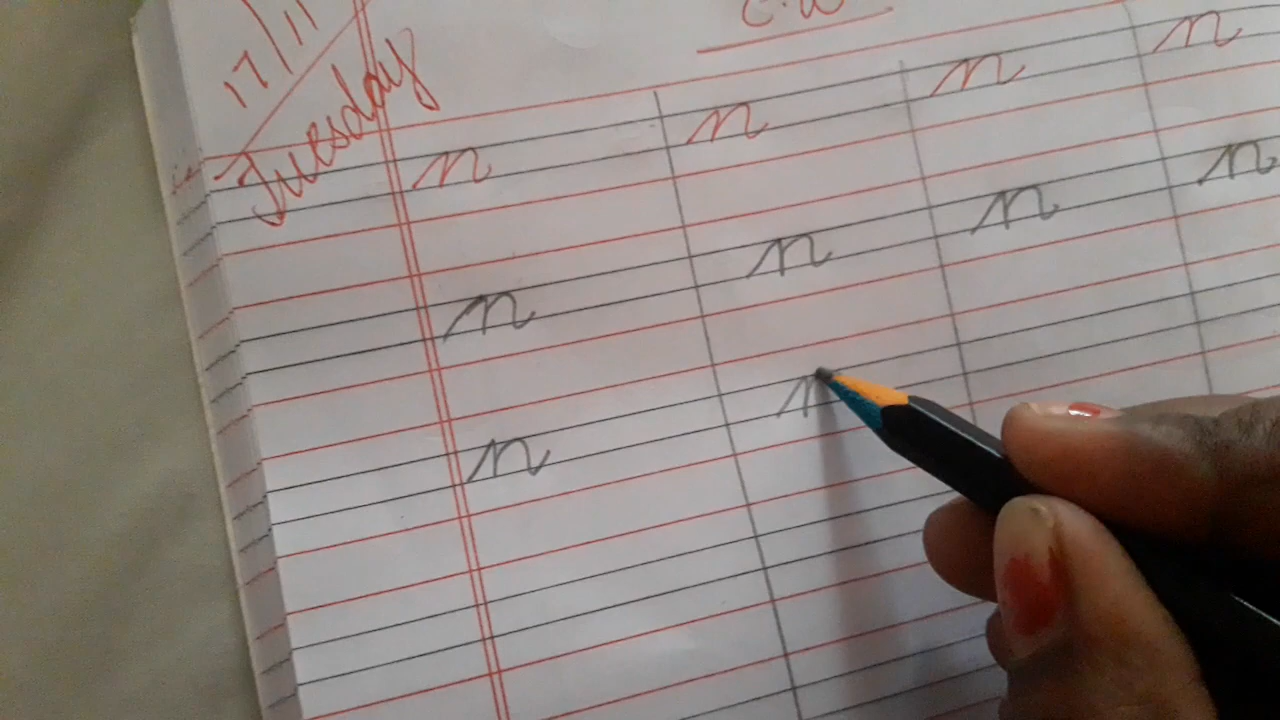 17/11
Tuesday
C.W
n n n n
n n n n
n n